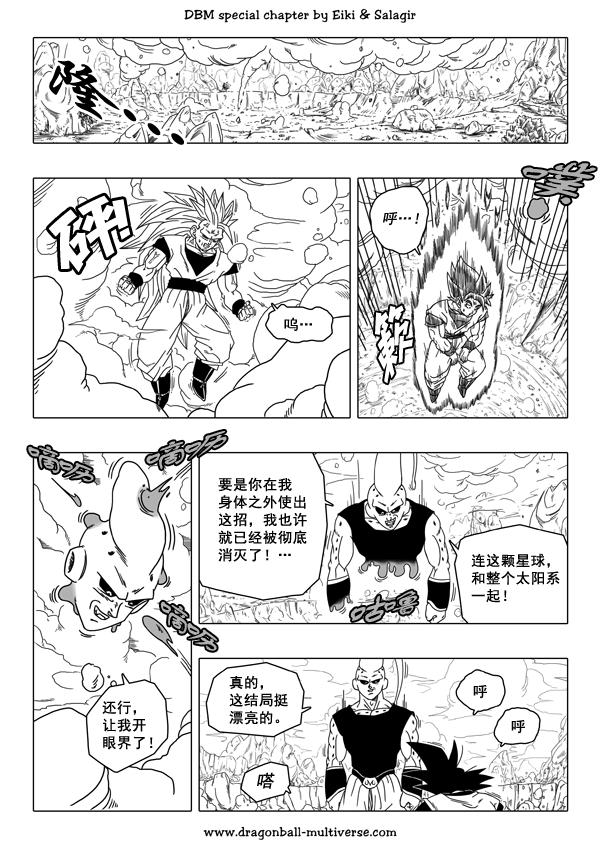 DBM special chapter by Eiki & Salagir
隆……
砰!
呜…
噗
呼…!
嘀呖
嘀呖
嘀呖
还行,
让我开
眼界了!
要是你在我
身体之外使出
这招,我也许
就已经被彻底
消灭了!…
连这颗星球,
和整个太阳系
一起!
咕噜
真的,
这结局挺
漂亮的。
嗒
呼
呼
www.dragonball-multiverse.com